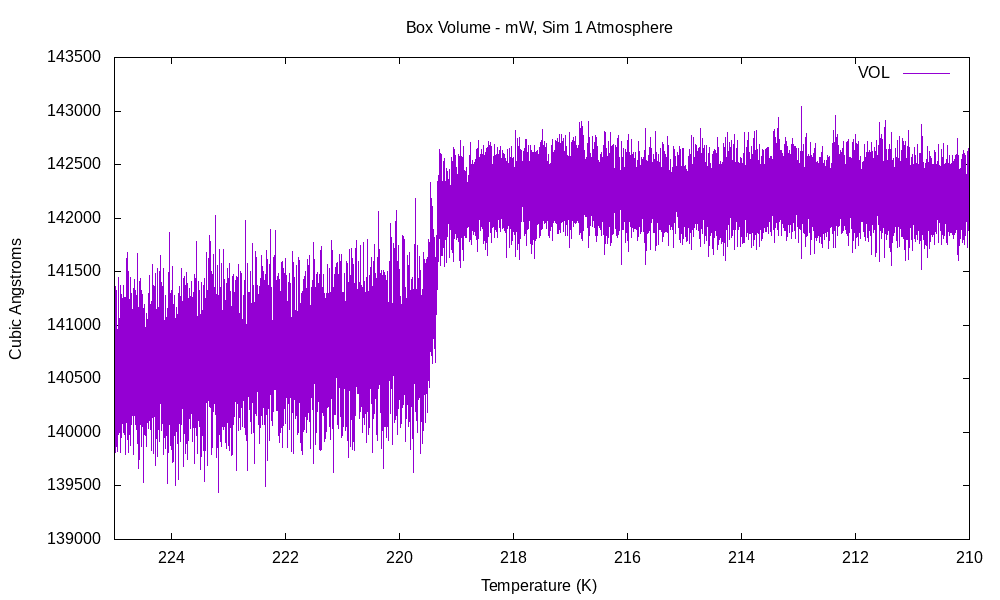 Box Volume - mW, Sim 1 Atmosphere
VOL
143500
143000
142500
142000
141500
141000
140500
140000
139500
139000
Cubic Angstroms
224 222 220 218 216 214 212 210
Temperature (K)